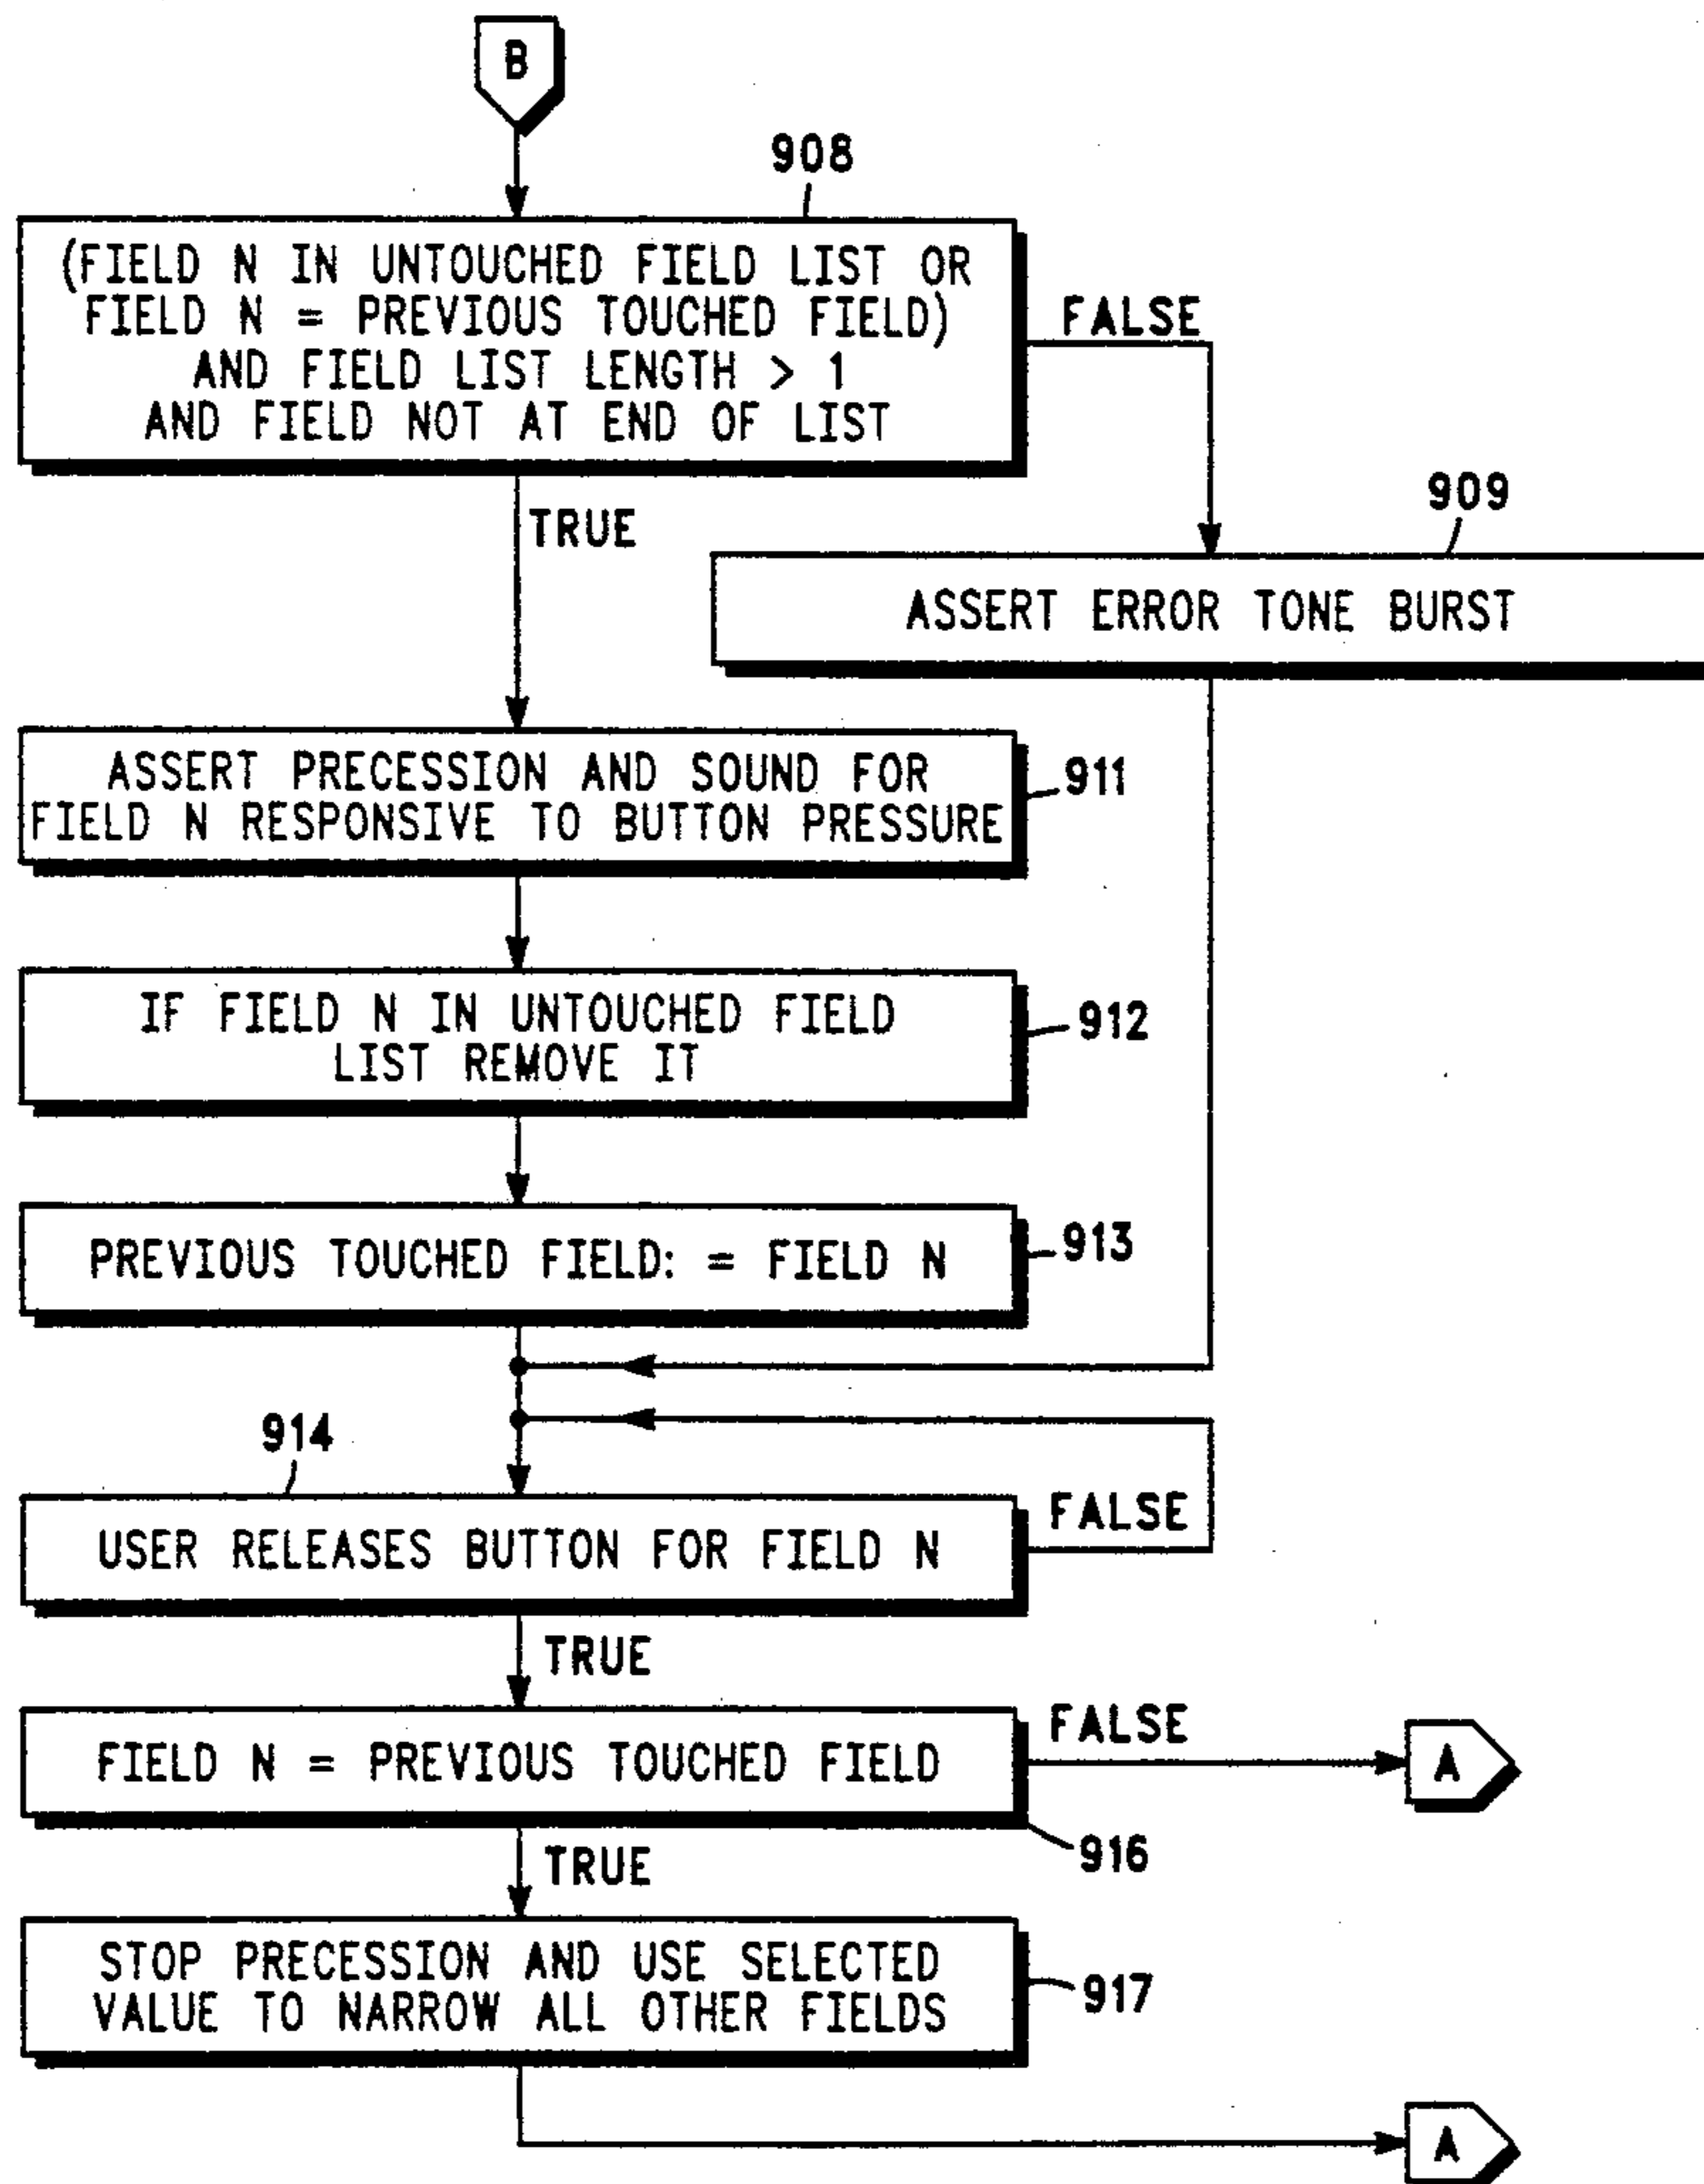 B
908
(FIELD N IN UNTOUCHED FIELD LIST OR
FIELD N = PREVIOUS TOUCHED FIELD)
AND FIELD LIST LENGTH > 1
AND FIELD NOT AT END OF LIST
FALSE
909
TRUE
ASSERT ERROR TONE BURST
ASSERT PRECESSION AND SOUND FOR
FIELD N RESPONSIVE TO BUTTON PRESSURE
911
IF FIELD N IN UNTOUCHED FIELD
LIST REMOVE IT
912
PREVIOUS TOUCHED FIELD: = FIELD N
913
914
USER RELEASES BUTTON FOR FIELD N
FALSE
TRUE
FIELD N = PREVIOUS TOUCHED FIELD
FALSE
A
916
TRUE
STOP PRECESSION AND USE SELECTED
VALUE TO NARROW ALL OTHER FIELDS
917
A